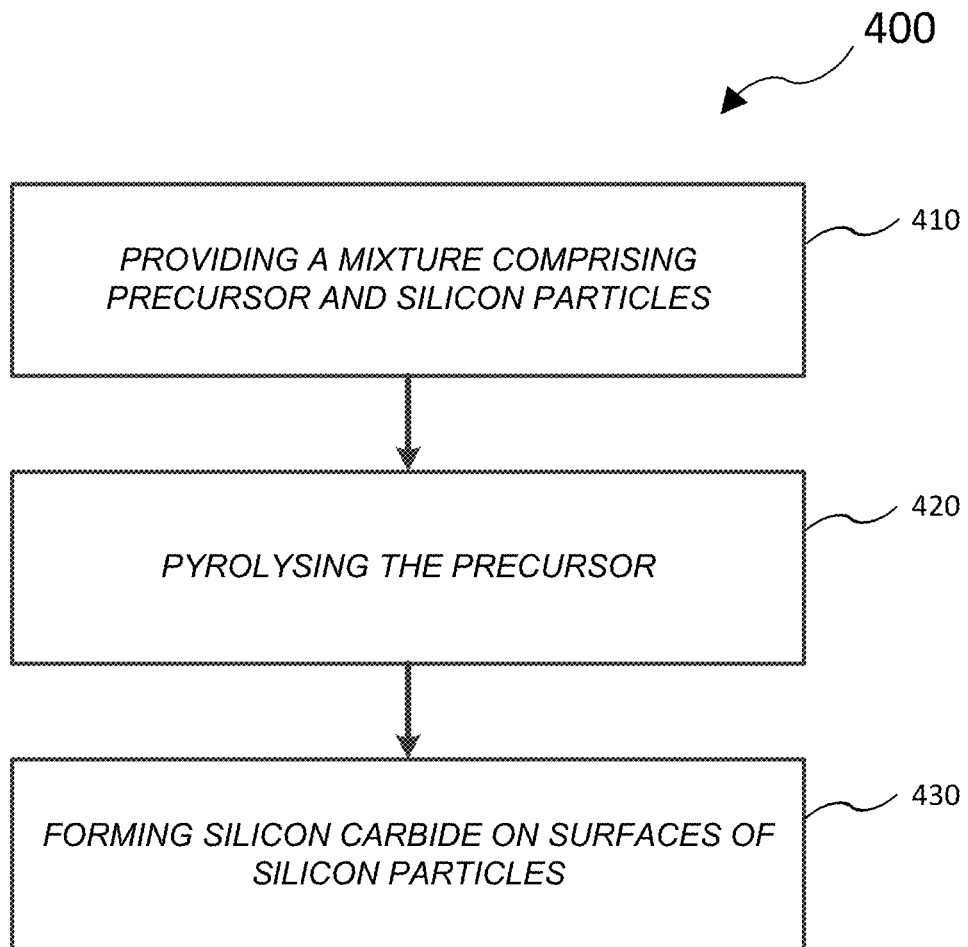 400
PROVIDING A MIXTURE COMPRISING
PRECURSOR AND SILICON PARTICLES
410
PYROLYSING THE PRECURSOR
420
FORMING SILICON CARBIDE ON SURFACES OF
SILICON PARTICLES
430